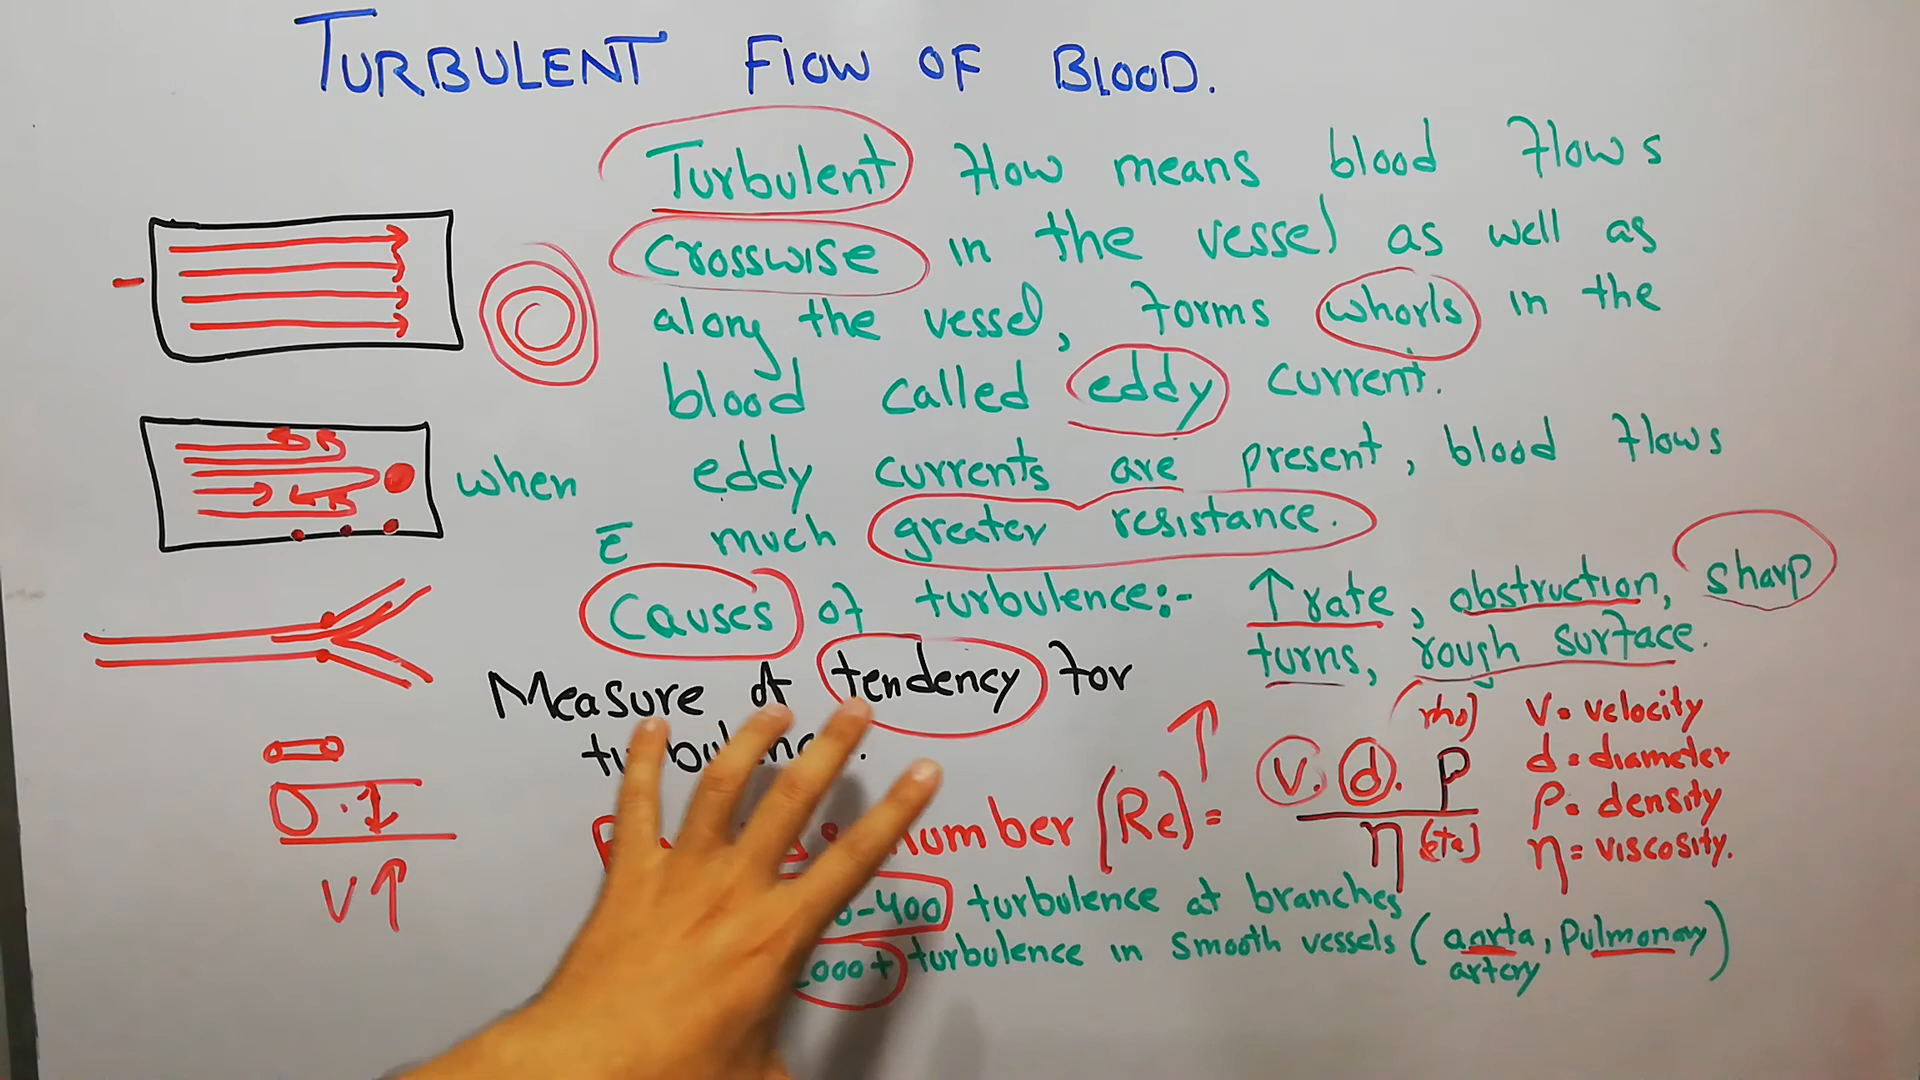 TURBULENT FLOW OF BLOOD.
Turbulent flow means blood flows
crosswise in the vessel as well as
along the vessel, forms whorls in the
blood called eddy current.
when eddy currents are present, blood flows
c̄ much greater resistance.
Causes of turbulence:- ↑rate, obstruction, sharp
turns, rough surface.
Measure of tendency for
number (Re)↑ = V. d. ρ / η
(rho)
(eta)
V = velocity
d = diameter
ρ = density
η = viscosity.
V↑
-400 turbulence at branches
000+ turbulence in smooth vessels (aorta, pulmonary
artery)